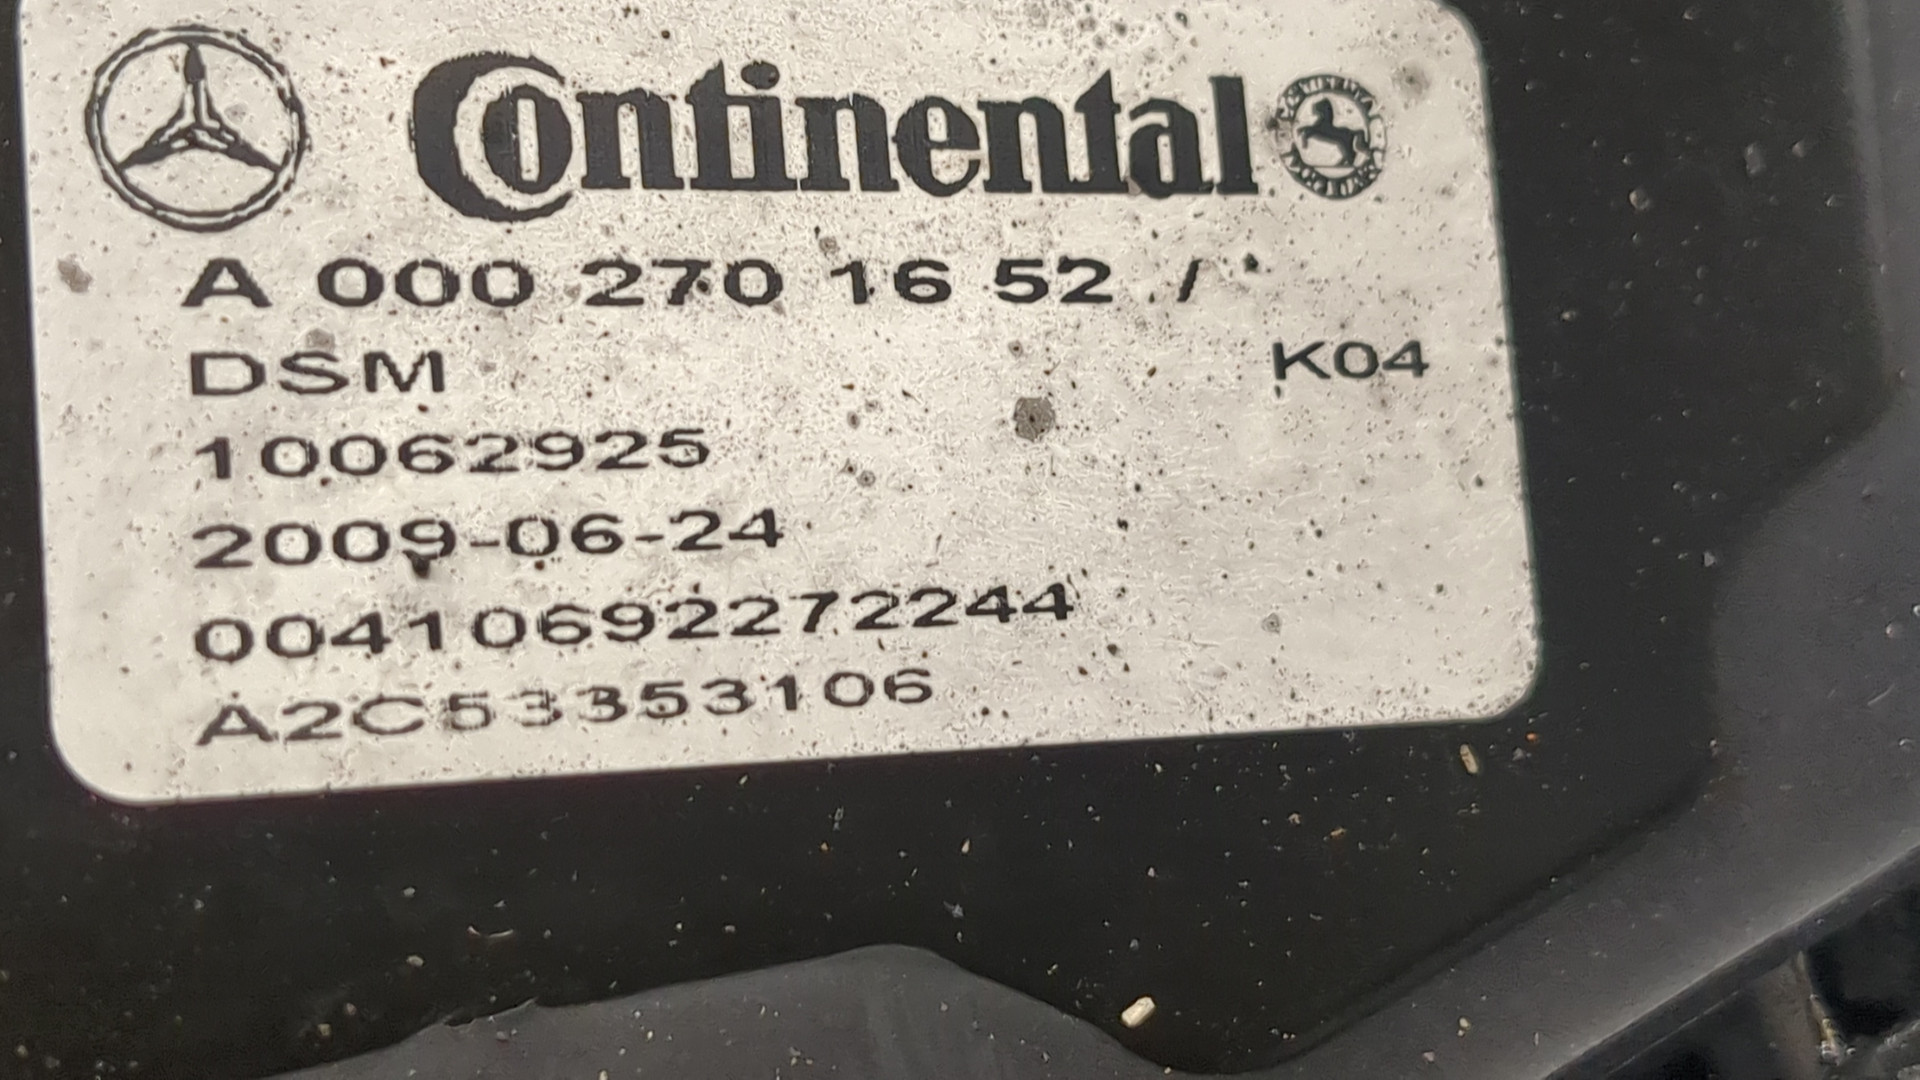 Continental
A 000 270 16 52 /
DSM K04
10062925
2009-06-24
00410692272244
A2C53353106